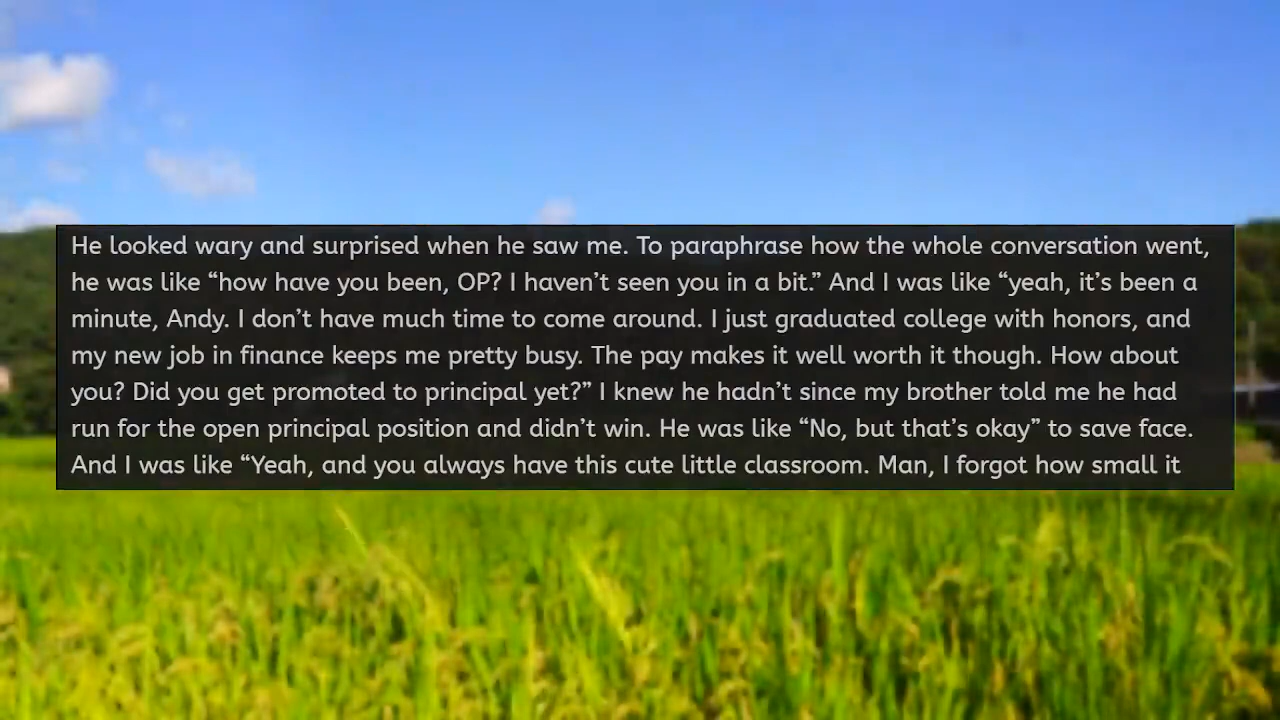 He looked wary and surprised when he saw me. To paraphrase how the whole conversation went,
he was like “how have you been, OP? I haven’t seen you in a bit.” And I was like “yeah, it’s been a
minute, Andy. I don’t have much time to come around. I just graduated college with honors, and
my new job in finance keeps me pretty busy. The pay makes it well worth it though. How about
you? Did you get promoted to principal yet?” I knew he hadn’t since my brother told me he had
run for the open principal position and didn’t win. He was like “No, but that’s okay” to save face.
And I was like “Yeah, and you always have this cute little classroom. Man, I forgot how small it